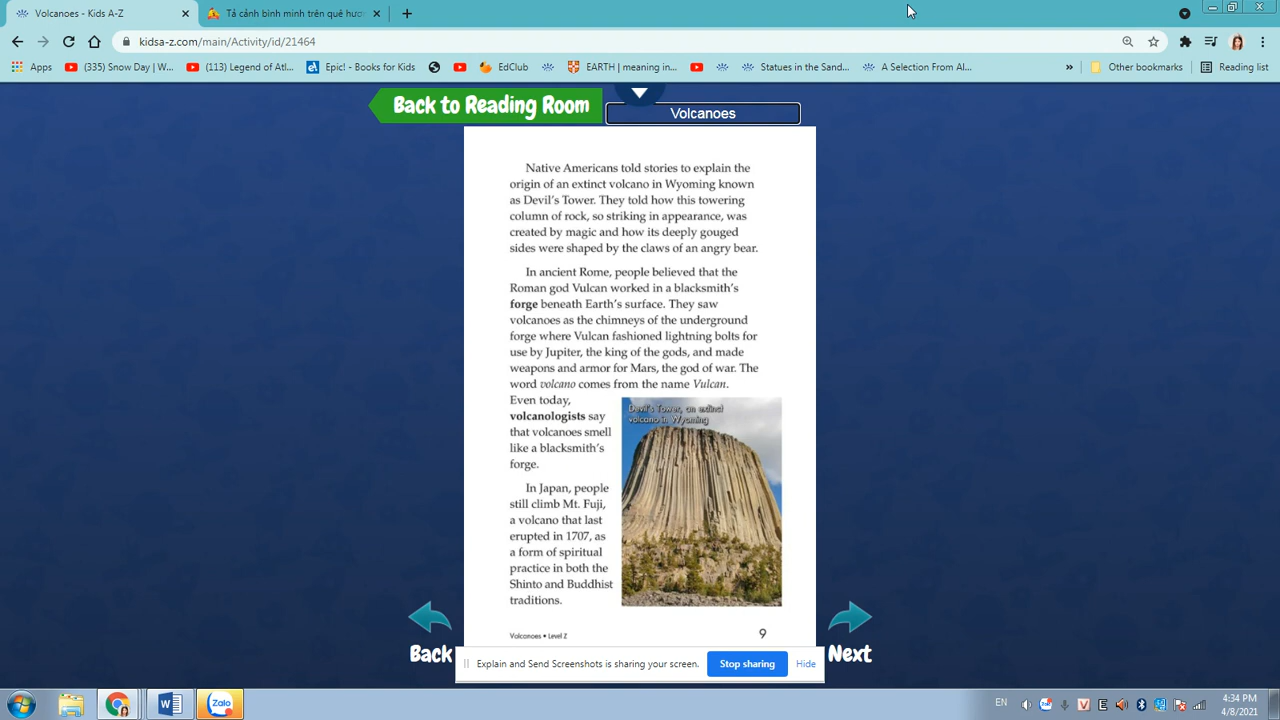 Volcanoes - Kids A-Z
Tả cảnh bình minh trên quê hươ
kidsa-z.com/main/Activity/id/21464
Apps
(335) Snow Day | W...
(113) Legend of Atl...
Epic! - Books for Kids
EdClub
EARTH | meaning in...
Statues in the Sand...
A Selection From Al...
»
Other bookmarks
Reading list
Back to Reading Room
Volcanoes
Native Americans told stories to explain the
origin of an extinct volcano in Wyoming known
as Devil's Tower. They told how this towering
column of rock, so striking in appearance, was
created by magic and how its deeply gouged
sides were shaped by the claws of an angry bear.
In ancient Rome, people believed that the
Roman god Vulcan worked in a blacksmith's
forge beneath Earth's surface. They saw
volcanoes as the chimneys of the underground
forge where Vulcan fashioned lightning bolts for
use by Jupiter, the king of the gods, and made
weapons and armor for Mars, the god of war. The
word volcano comes from the name Vulcan.
Even today,
volcanologists say
that volcanoes smell
like a blacksmith's
forge.
In Japan, people
still climb Mt. Fuji,
a volcano that last
erupted in 1707, as
a form of spiritual
practice in both the
Shinto and Buddhist
traditions.
Devil's Tower, an extinct
volcano in Wyoming
Volcanoes • Level Z
9
Back
Next
Explain and Send Screenshots is sharing your screen.
Stop sharing
Hide
Zalo
EN
4:34 PM
4/8/2021